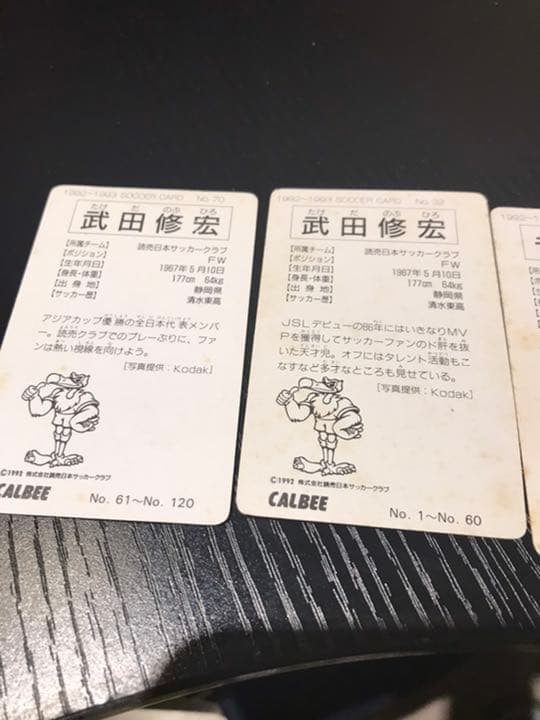 1992~1993 SOCCER CARD No.70
たけ だ のぶ ひろ
武田修宏
【所属チーム】 読売日本サッカークラブ
【ポジション】 FW
【生年月日】 1967年5月10日
【身長・体重】 177cm 64kg
【出身地】 静岡県
【サッカー歴】 清水東高
アジアカップ優勝の全日本代表メンバ
ー。読売クラブでのプレーぶりに、ファ
ンは熱い視線を向けよう。
[写真提供:Kodak]
©1992 株式会社読売日本サッカークラブ
CALBEE No. 61~No. 120
1992~1993 SOCCER CARD No.32
たけ だ のぶ ひろ
武田修宏
【所属チーム】 読売日本サッカークラブ
【ポジション】 FW
【生年月日】 1967年5月10日
【身長・体重】 177cm 64kg
【出身地】 静岡県
【サッカー歴】 清水東高
JSLデビューの86年にはいきなりMV
Pを獲得してサッカーファンのド肝を抜
いた天才児。オフにはタレント活動もこ
なすなど多才なところも見せている。
[写真提供:Kodak]
©1992 株式会社読売日本サッカークラブ
CALBEE No. 1~No. 60